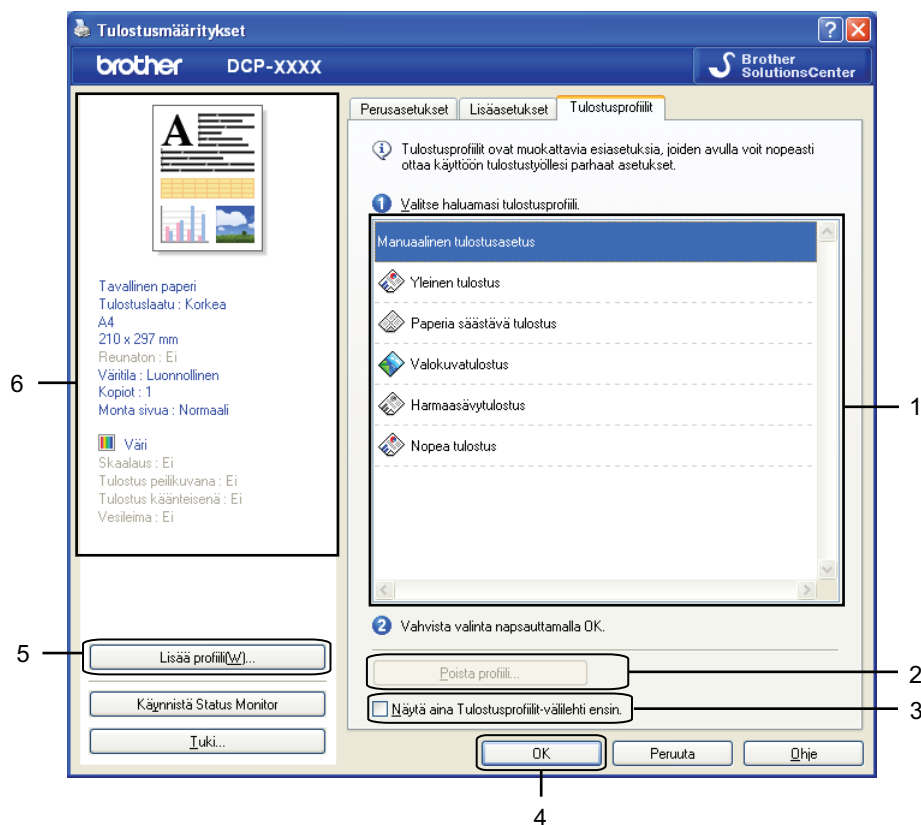 Tulostusmääritykset
brother DCP-XXXX
Brother
SolutionsCenter
A
Tavallinen paperi
Tulostuslaatu : Korkea
A4
210 x 297 mm
Reunaton : Ei
Väritila : Luonnollinen
Kopiot : 1
Monta sivua : Normaali
Väri
Skaalaus : Ei
Tulostus peilikuvana : Ei
Tulostus käänteisenä : Ei
Vesileima : Ei
6
Lisää profiili(W)...
5
Käynnistä Status Monitor
Tuki...
Perusasetukset Lisäasetukset Tulostusprofiilit
Tulostusprofiilit ovat muokattavia esiasetuksia, joiden avulla voit nopeasti
ottaa käyttöön tulostustyöllesi parhaat asetukset.
1 Valitse haluamasi tulostusprofiili.
Manuaalinen tulostusasetus
Yleinen tulostus
Paperia säästävä tulostus
Valokuvatulostus
Harmaasävytulostus
Nopea tulostus
1
2 Vahvista valinta napsauttamalla OK.
Poista profiili...
2
Näytä aina Tulostusprofiilit-välilehti ensin.
3
OK Peruuta Ohje
4